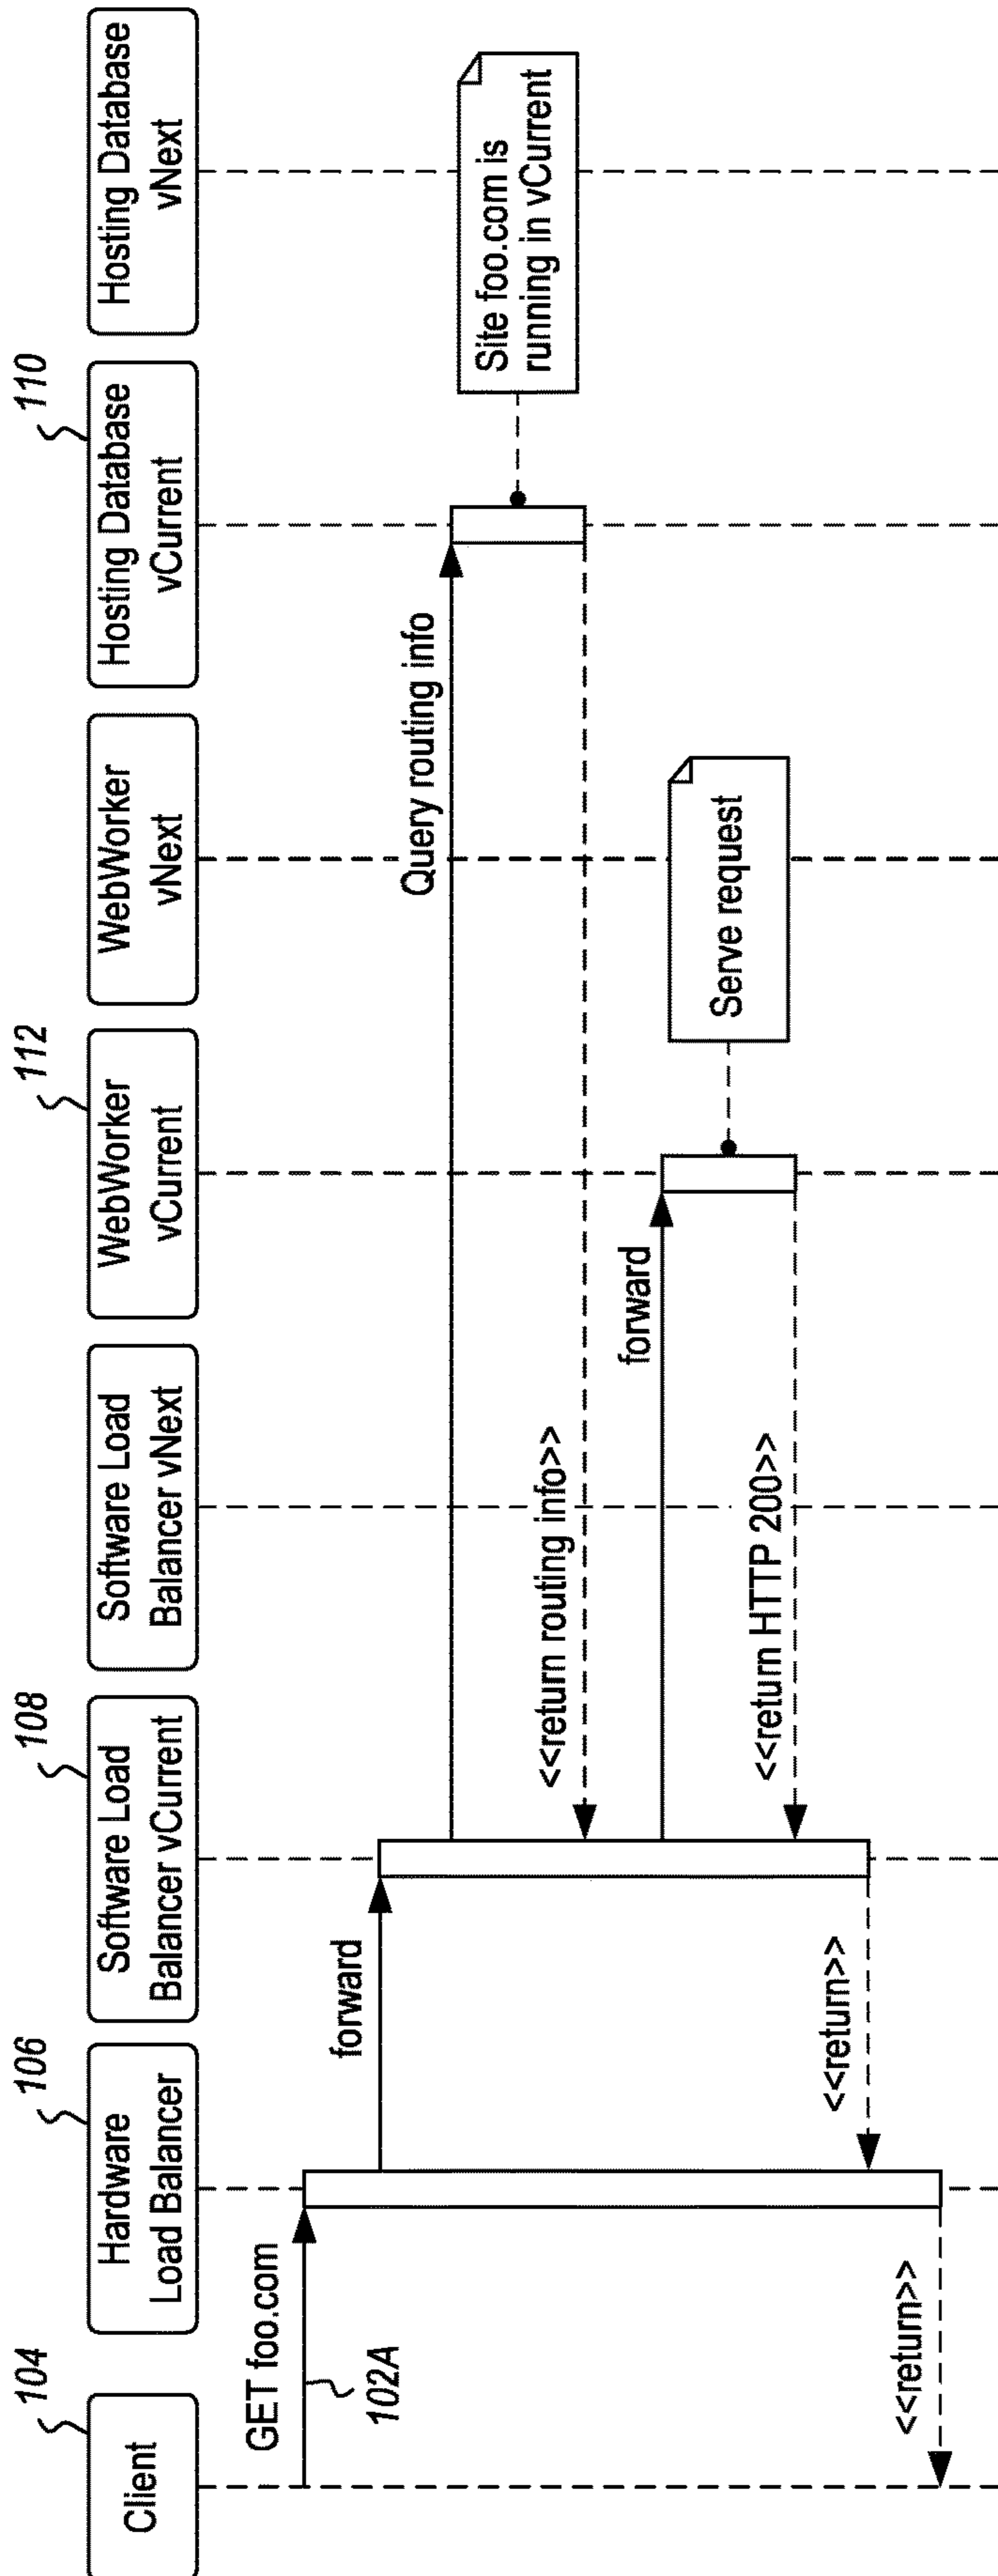 104
Client
106
Hardware
Load Balancer
108
Software Load
Balancer vCurrent
Software Load
Balancer vNext
112
WebWorker
vCurrent
WebWorker
vNext
110
Hosting Database
vCurrent
Hosting Database
vNext
GET foo.com
102A
forward
Query routing info
Site foo.com is
running in vCurrent
<<return routing info>>
forward
Serve request
<<return HTTP 200>>
<<return>>
<<return>>